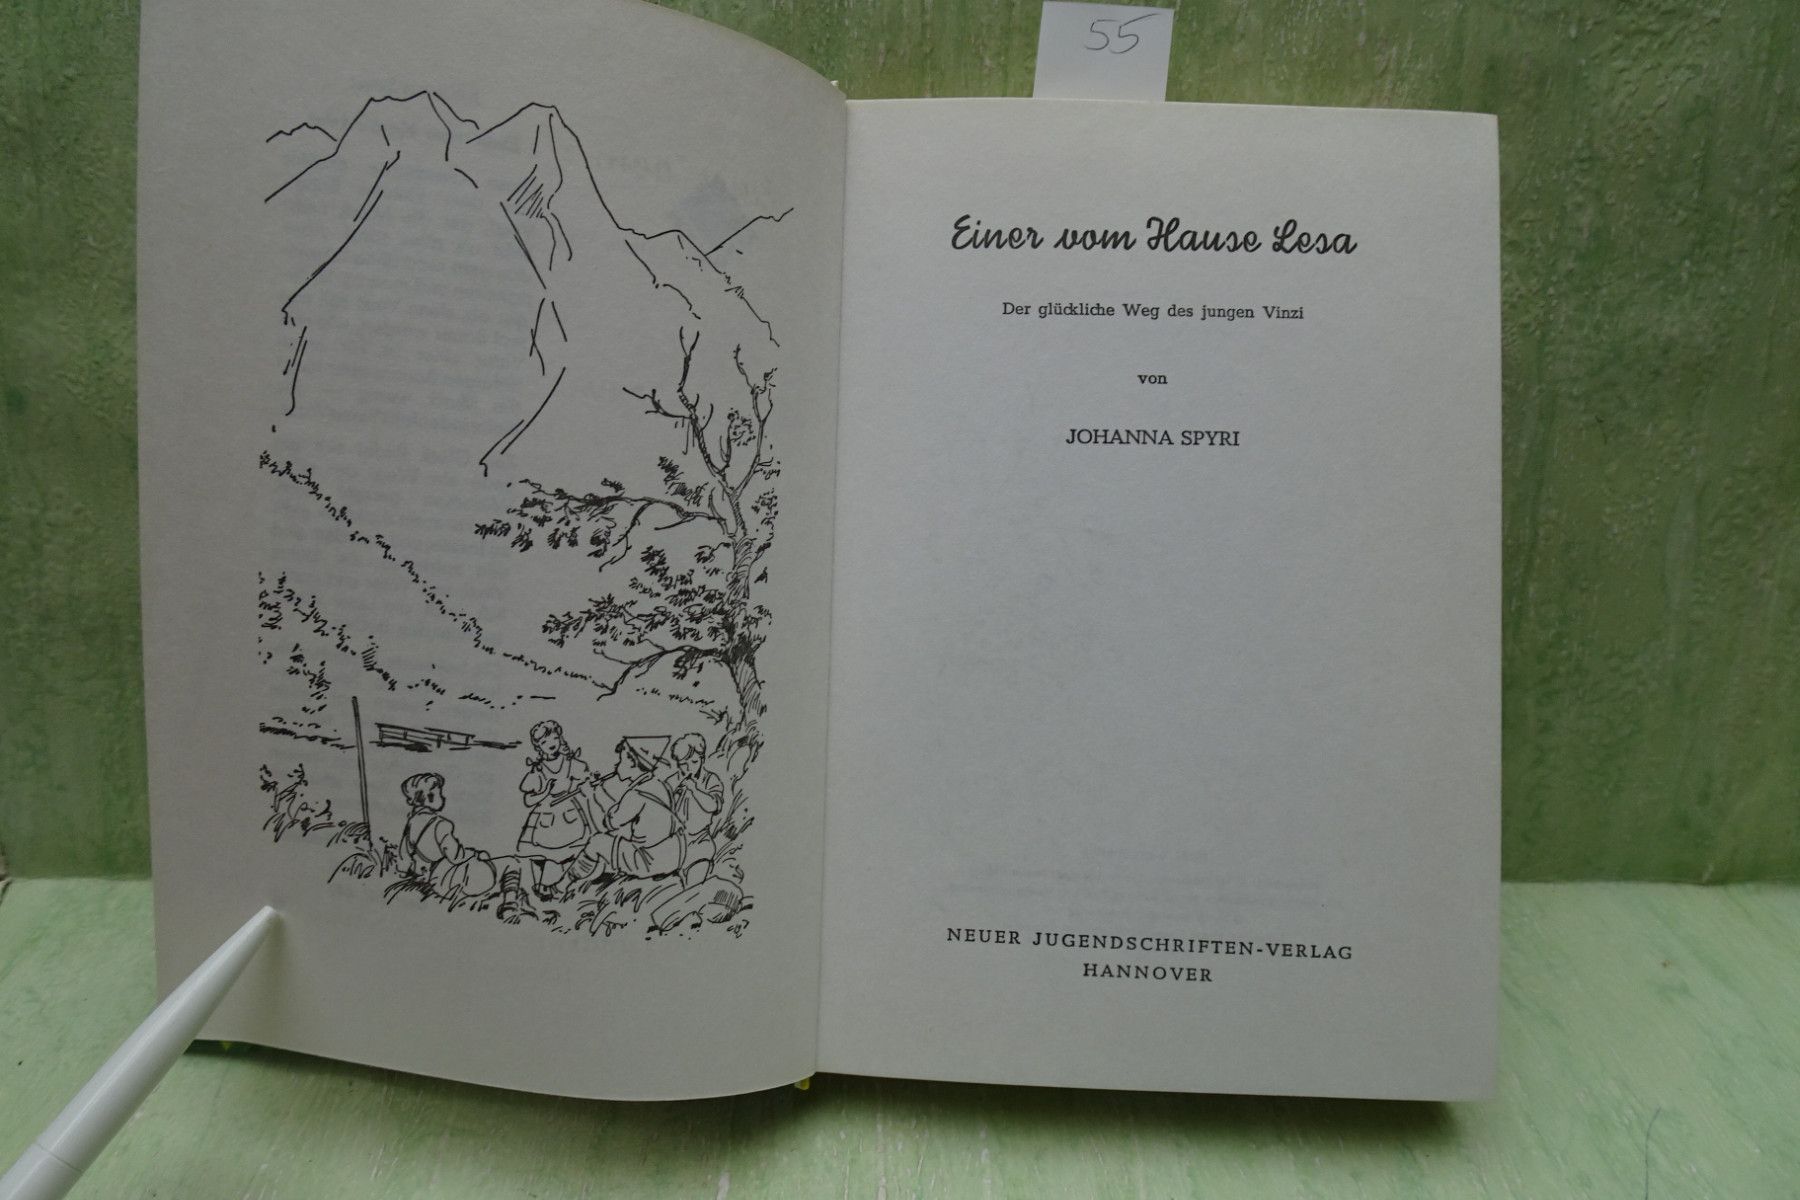 55
Einer vom Hause Lesa
Der glückliche Weg des jungen Vinzi
von
JOHANNA SPYRI
NEUER JUGENDSCHRIFTEN-VERLAG
HANNOVER